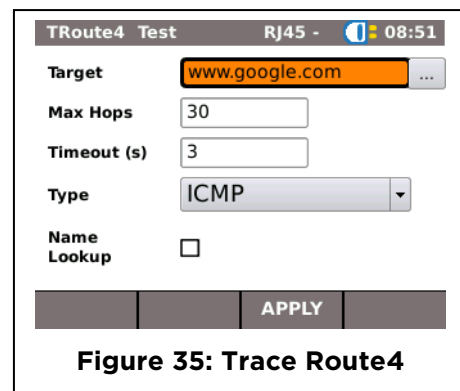 TRoute4 Test RJ45 - 08:51
Target www.google.com ...
Max Hops 30
Timeout (s) 3
Type ICMP
Name
Lookup
APPLY
Figure 35: Trace Route4